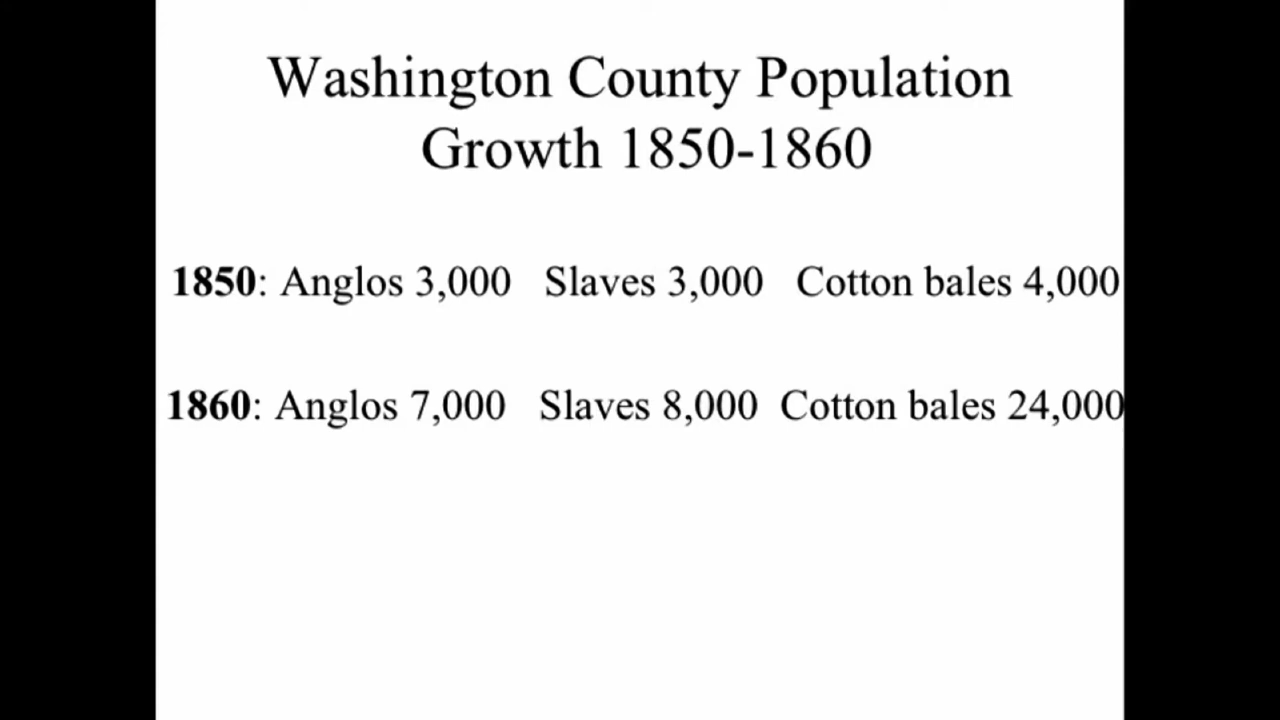 Washington County Population
Growth 1850-1860
1850: Anglos 3,000 Slaves 3,000 Cotton bales 4,000
1860: Anglos 7,000 Slaves 8,000 Cotton bales 24,000